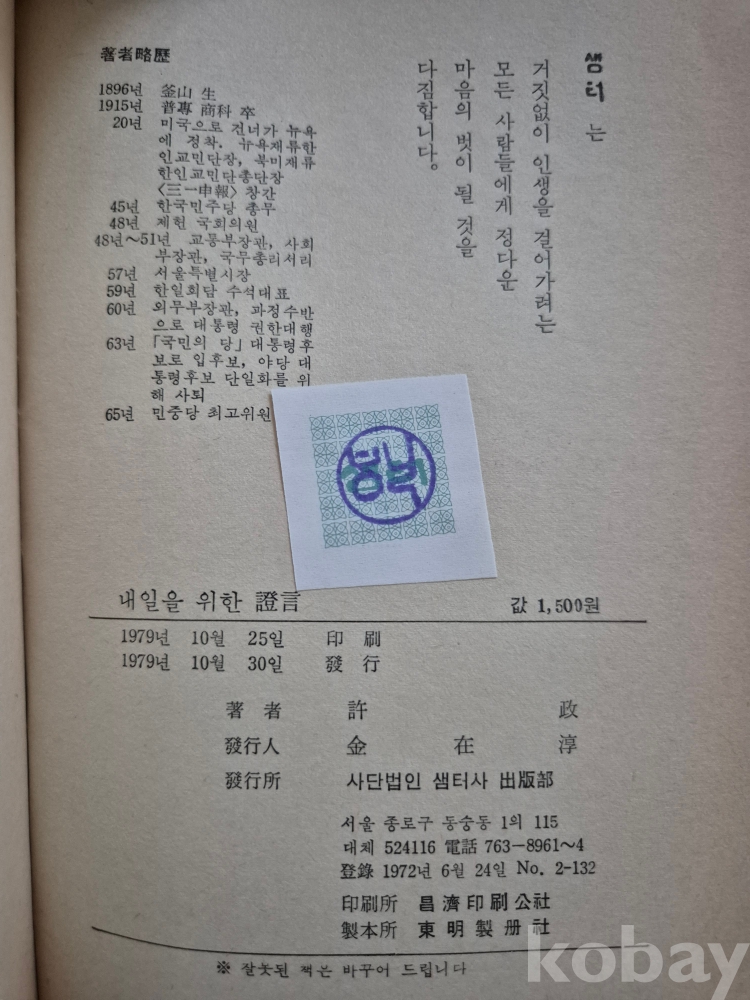 샘터는
거짓없이 인생을 걸어가려는
모든 사람들에게 정다운
마음의 벗이 될 것을
다짐합니다.
著者略歷
1896년 釜山 生
1915년 普專 商科 卒
20년 미국으로 건너가 뉴욕
에 정착. 뉴욕재류한
인교민단장, 북미재류
한인교민단총단장
〈三一申報〉 창간
45년 한국민주당 총무
48년 제헌 국회의원
48년~51년 교통부장관, 사회
부장관, 국무총리서리
57년 서울특별시장
59년 한일회담 수석대표
60년 외무부장관, 과정수반
으로 대통령 권한대행
63년 「국민의 당」대통령후
보로 입후보, 야당 대
통령후보 단일화를 위
해 사퇴
65년 민중당 최고위원
내일을 위한 證言 값 1,500원
1979년 10월 25일 印刷
1979년 10월 30일 發行
著者 許政
發行人 金在淳
發行所 사단법인 샘터사 出版部
서울 종로구 동숭동 1의 115
대체 524116 電話 763-8961~4
登錄 1972년 6월 24일 No. 2-132
印刷所 昌濟印刷公社
製本所 東明製册社
※ 잘못된 책은 바꾸어 드립니다
kobay